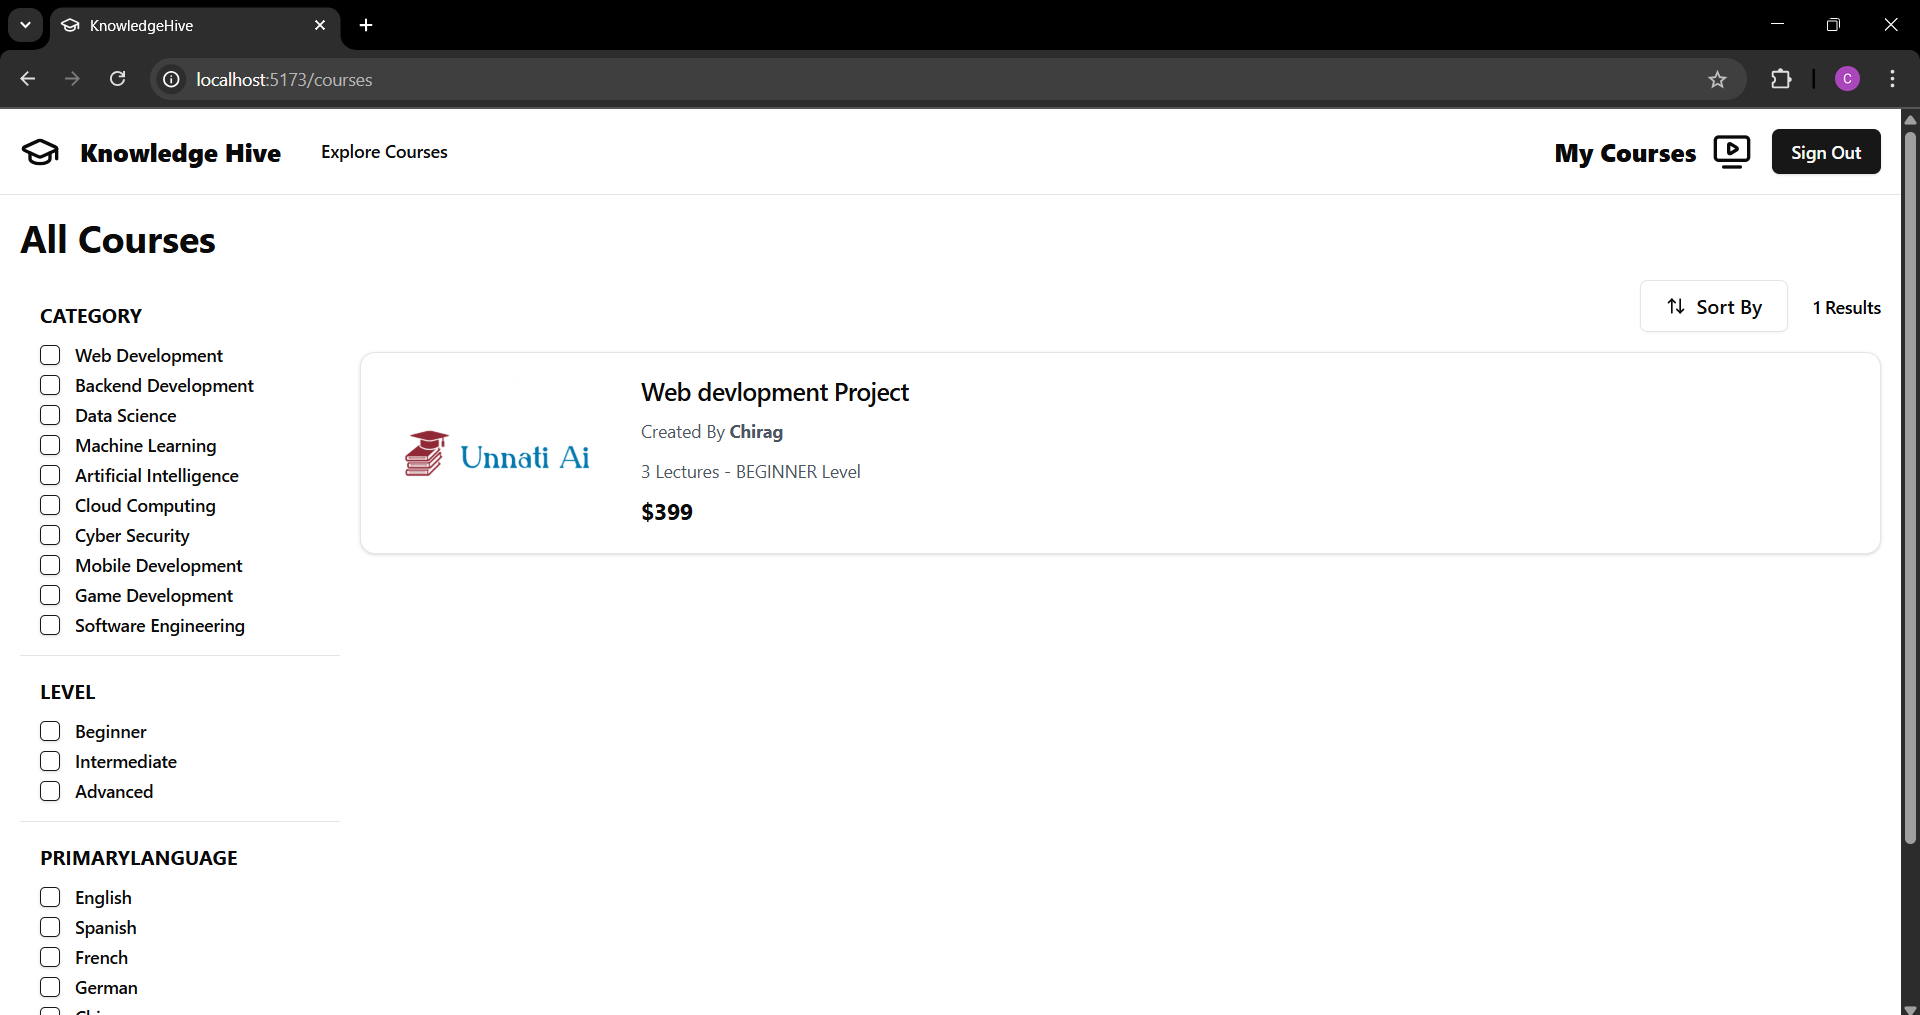 KnowledgeHive
localhost:5173/courses
C
Knowledge Hive
Explore Courses
My Courses
Sign Out
All Courses
Sort By
1 Results
CATEGORY
Web Development
Backend Development
Data Science
Machine Learning
Artificial Intelligence
Cloud Computing
Cyber Security
Mobile Development
Game Development
Software Engineering
LEVEL
Beginner
Intermediate
Advanced
PRIMARYLANGUAGE
English
Spanish
French
German
Unnati Ai
Web devlopment Project
Created By Chirag
3 Lectures - BEGINNER Level
$399